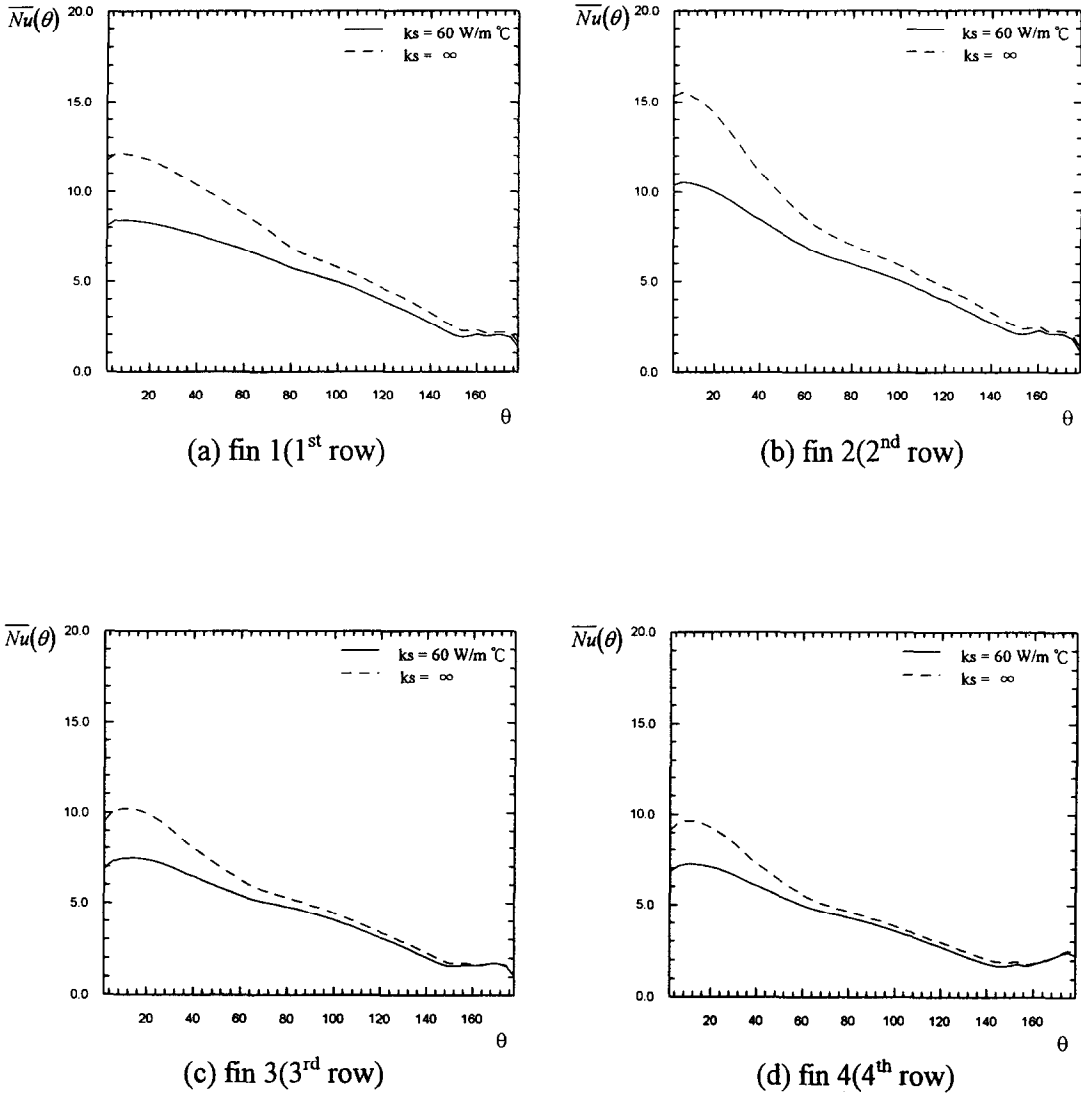 Nu(θ)
20.0
15.0
10.0
5.0
0.0
ks = 60 W/m ℃
ks = ∞
20 40 60 80 100 120 140 160
θ
(a) fin 1(1st row)
Nu(θ)
20.0
15.0
10.0
5.0
0.0
ks = 60 W/m ℃
ks = ∞
20 40 60 80 100 120 140 160
θ
(b) fin 2(2nd row)
Nu(θ)
20.0
15.0
10.0
5.0
0.0
ks = 60 W/m ℃
ks = ∞
20 40 60 80 100 120 140 160
θ
(c) fin 3(3rd row)
Nu(θ)
20.0
15.0
10.0
5.0
0.0
ks = 60 W/m ℃
ks = ∞
20 40 60 80 100 120 140 160
θ
(d) fin 4(4th row)